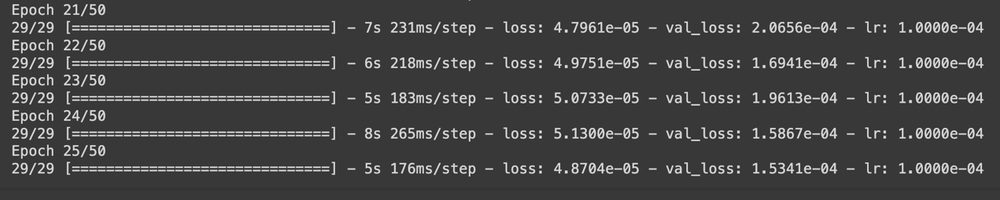 Epoch 21/50
29/29 [==============================] - 7s 231ms/step - loss: 4.7961e-05 - val_loss: 2.0656e-04 - lr: 1.0000e-04
Epoch 22/50
29/29 [==============================] - 6s 218ms/step - loss: 4.9751e-05 - val_loss: 1.6941e-04 - lr: 1.0000e-04
Epoch 23/50
29/29 [==============================] - 5s 183ms/step - loss: 5.0733e-05 - val_loss: 1.9613e-04 - lr: 1.0000e-04
Epoch 24/50
29/29 [==============================] - 8s 265ms/step - loss: 5.1300e-05 - val_loss: 1.5867e-04 - lr: 1.0000e-04
Epoch 25/50
29/29 [==============================] - 5s 176ms/step - loss: 4.8704e-05 - val_loss: 1.5341e-04 - lr: 1.0000e-04